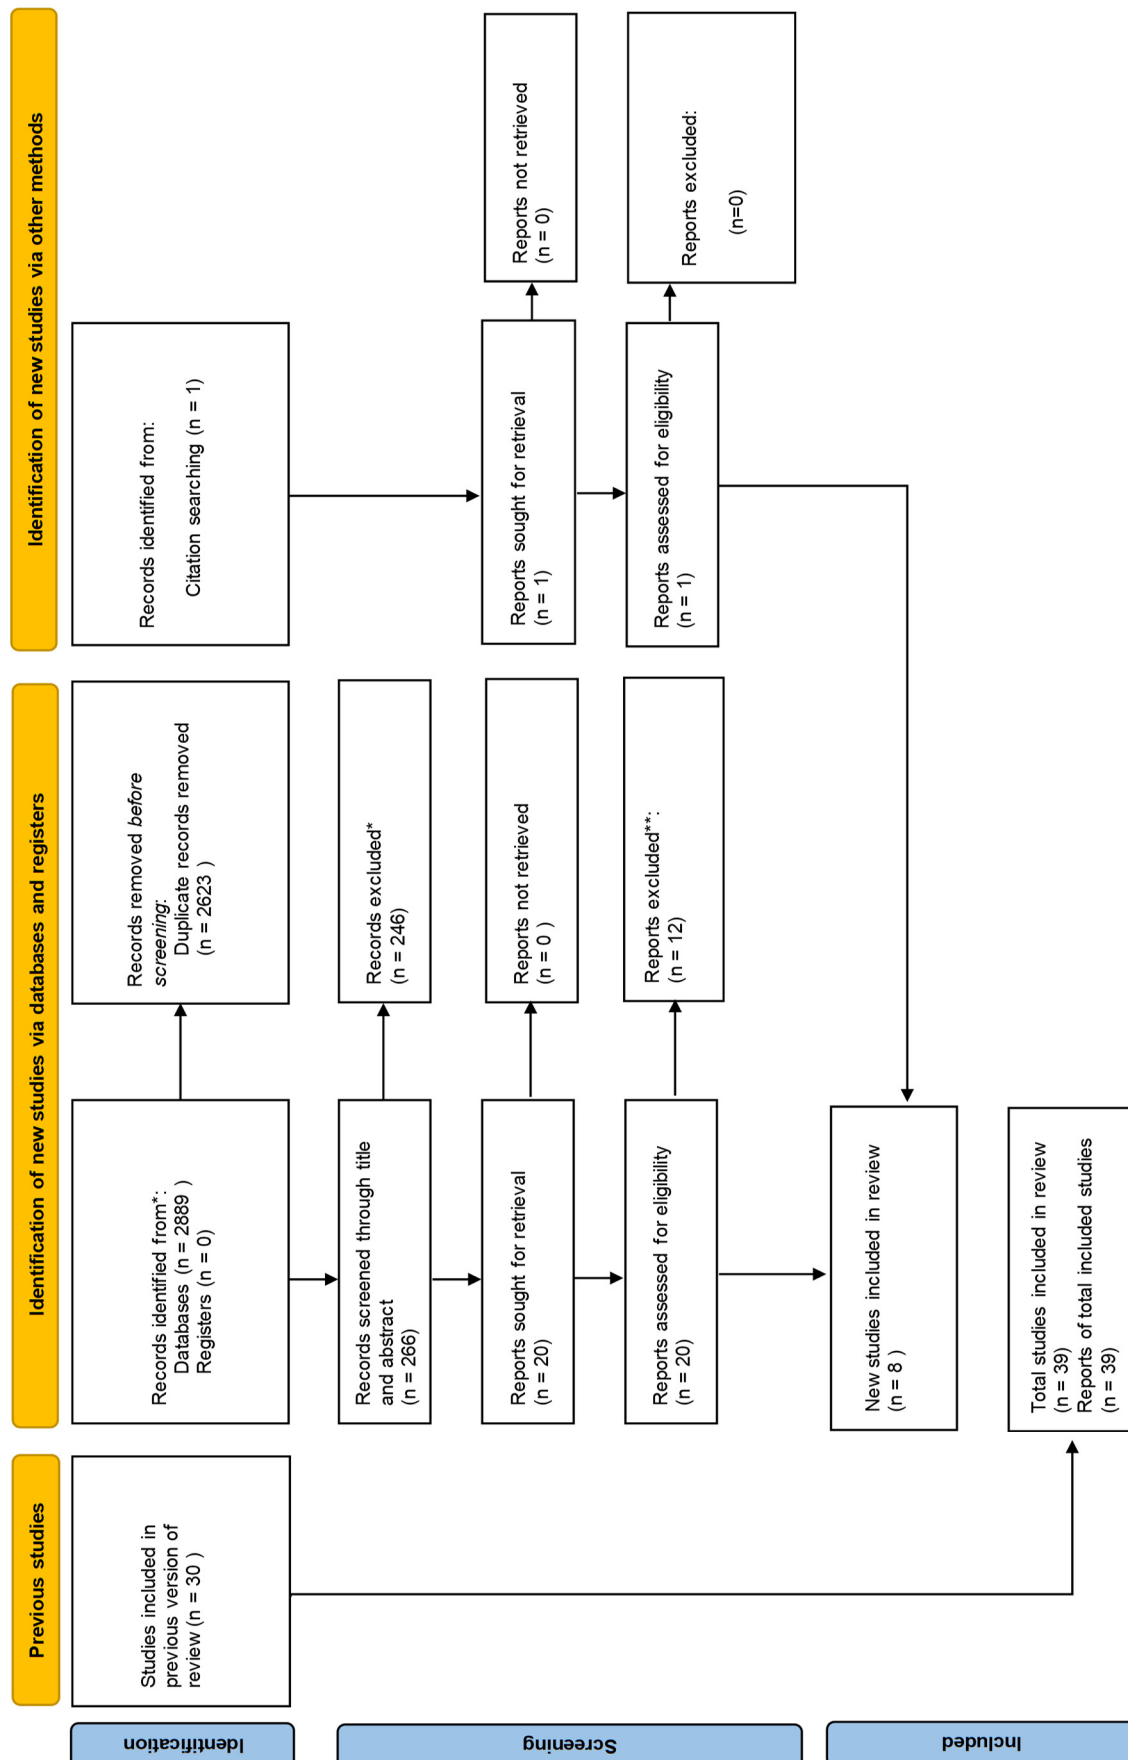 Previous studies
Identification of new studies via databases and registers
Identification of new studies via other methods
Identification
Studies included in
previous version of
review (n = 30 )
Records identified from*:
Databases (n = 2889 )
Registers (n = 0)
Records removed before
screening:
Duplicate records removed
(n = 2623 )
Records identified from:
Citation searching (n = 1)
Screening
Records screened through title
and abstract
(n = 266)
Records excluded*
(n = 246)
Reports sought for retrieval
(n = 20)
Reports not retrieved
(n = 0 )
Reports sought for retrieval
(n = 1)
Reports not retrieved
(n = 0)
Reports assessed for eligibility
(n = 20)
Reports excluded**:
(n = 12)
Reports assessed for eligibility
(n = 1)
Reports excluded:
(n=0)
Included
New studies included in review
(n = 8 )
Total studies included in review
(n = 39)
Reports of total included studies
(n = 39)